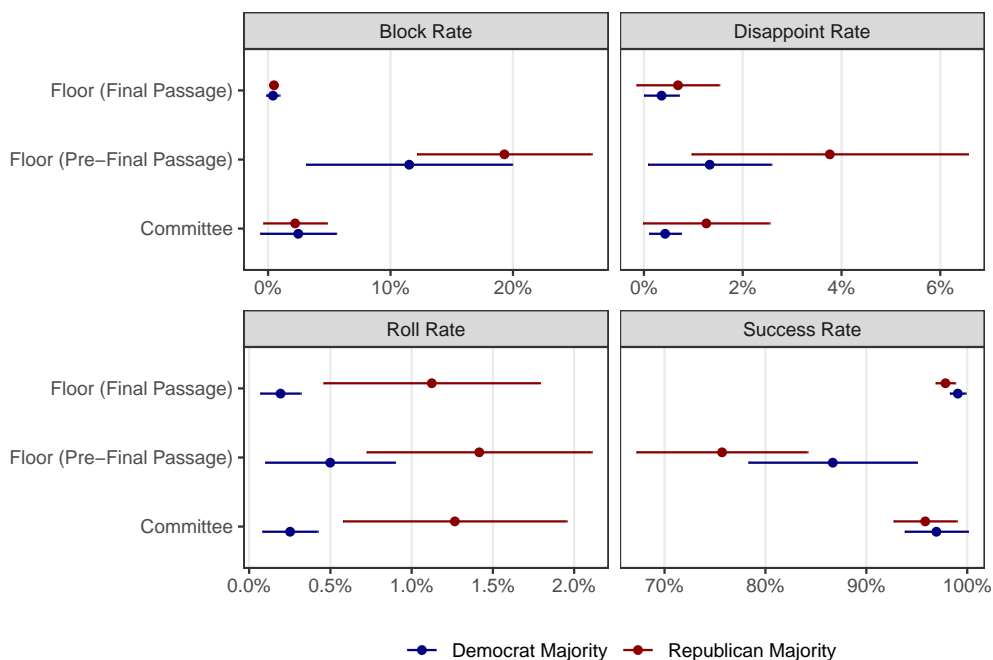 Block Rate
Disappoint Rate
Floor (Final Passage)
Floor (Pre−Final Passage)
Committee
0% 10% 20%
0% 2% 4% 6%
Roll Rate
Success Rate
Floor (Final Passage)
Floor (Pre−Final Passage)
Committee
0.0% 0.5% 1.0% 1.5% 2.0%
70% 80% 90% 100%
Democrat Majority Republican Majority